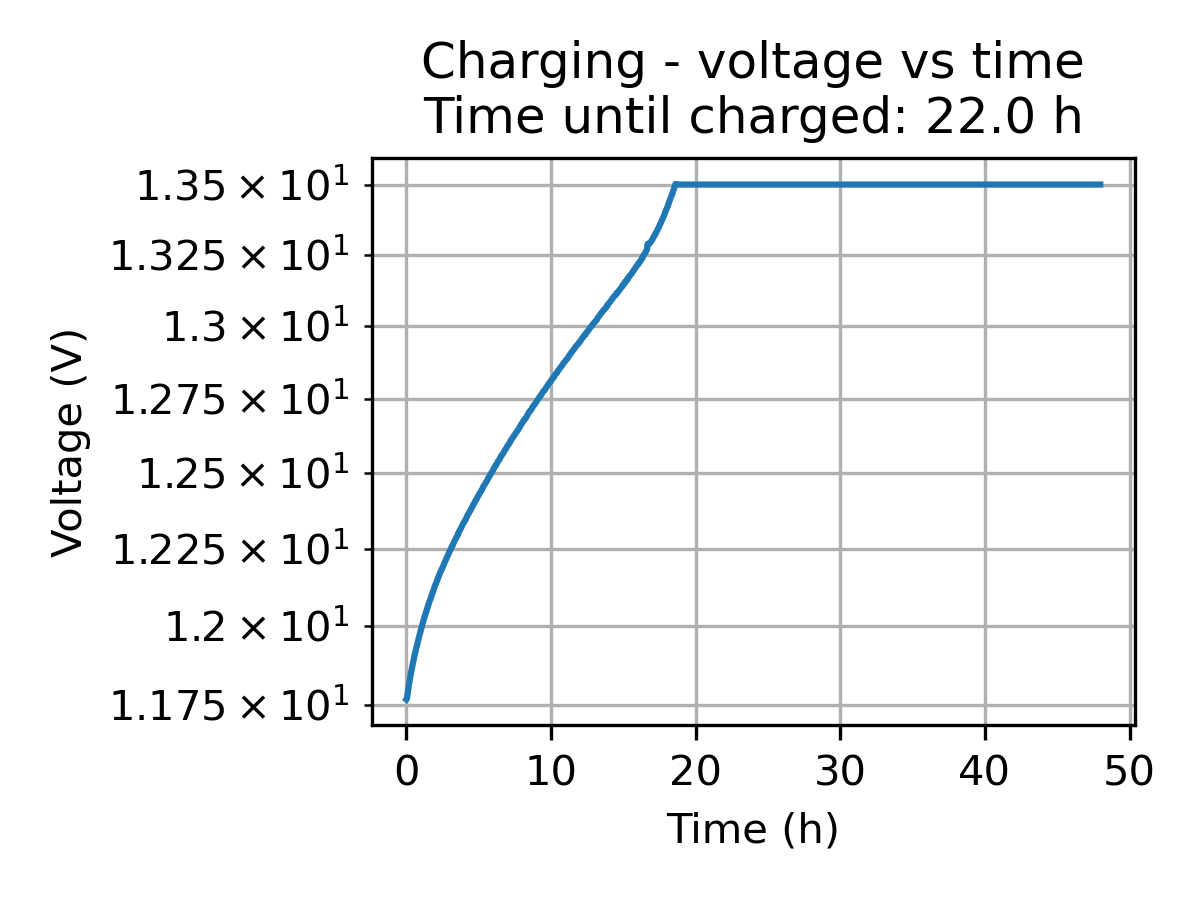 Charging - voltage vs time
Time until charged: 22.0 h
1.35 × 10¹
1.325 × 10¹
1.3 × 10¹
1.275 × 10¹
1.25 × 10¹
1.225 × 10¹
1.2 × 10¹
1.175 × 10¹
Voltage (V)
0 10 20 30 40 50
Time (h)